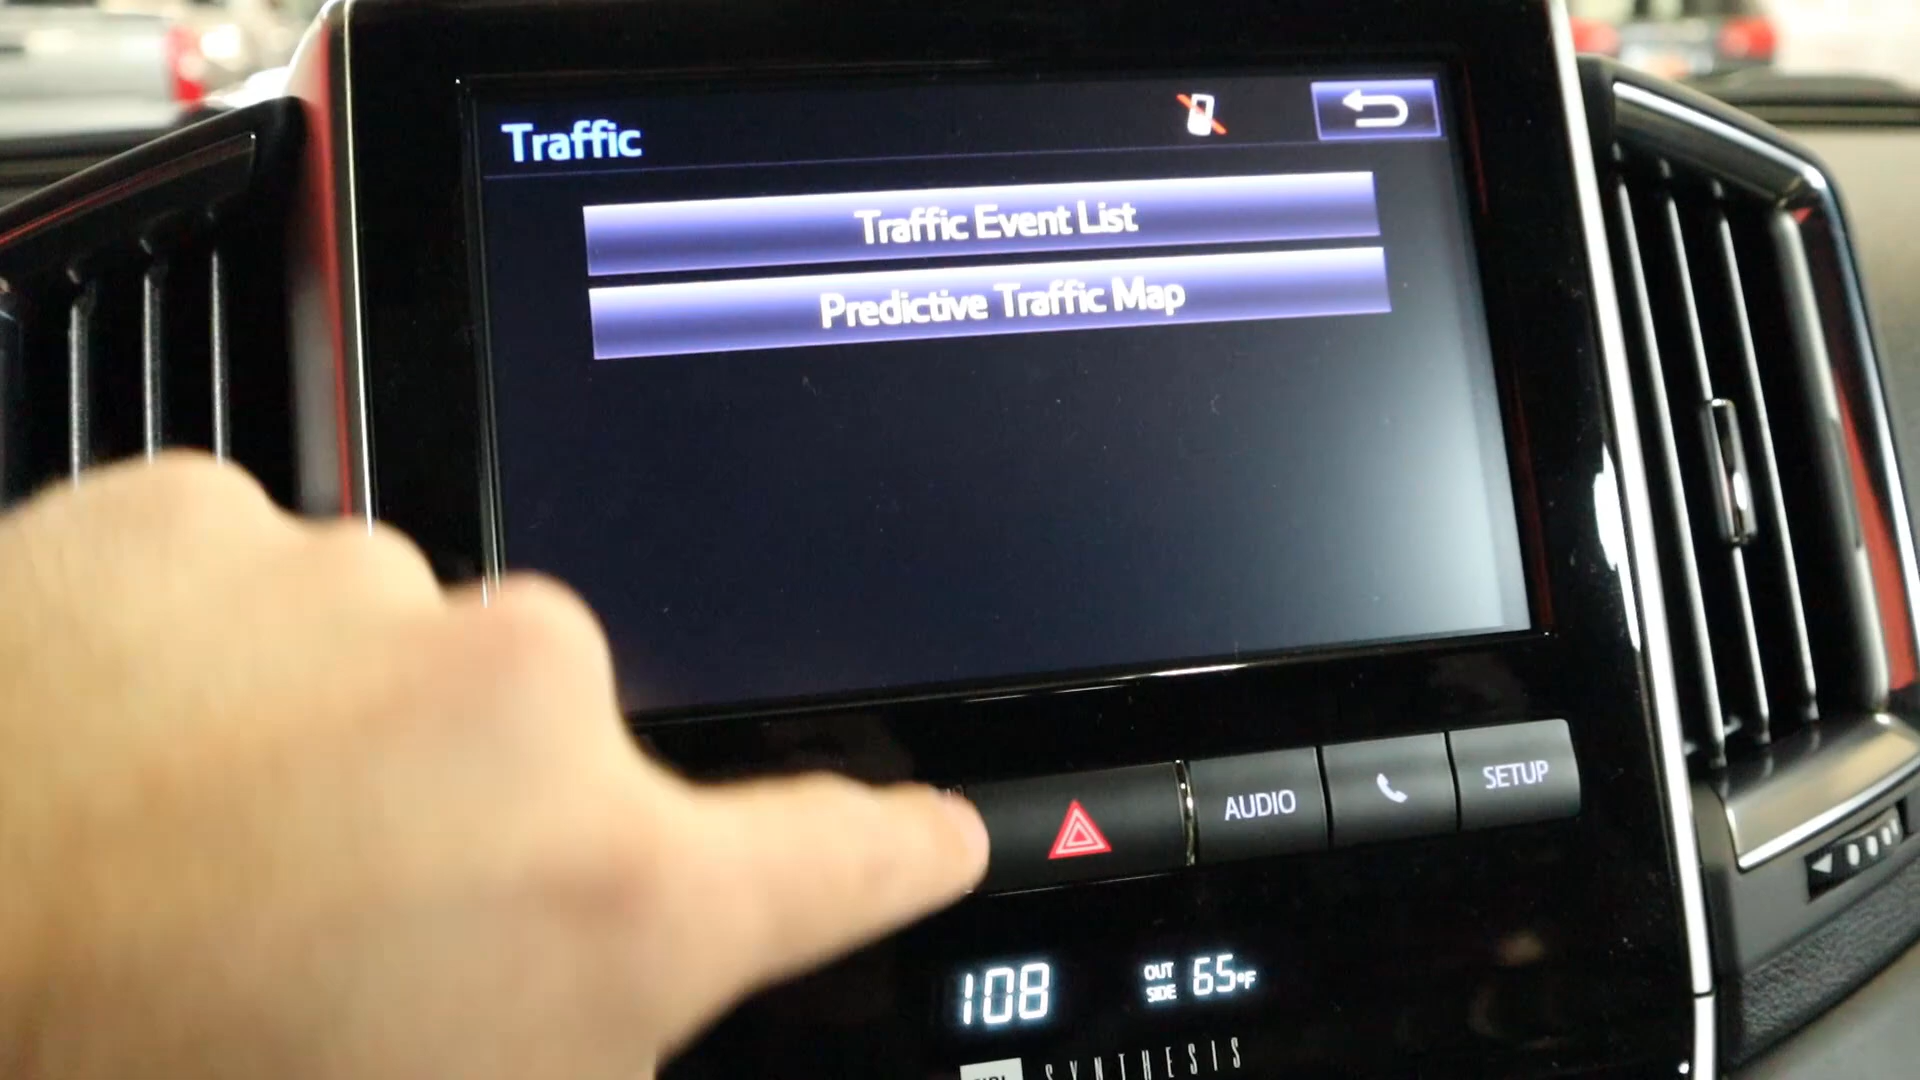 Traffic
Traffic Event List
Predictive Traffic Map
AUDIO
SETUP
108
OUT SIDE 65°F
SYNTHESIS